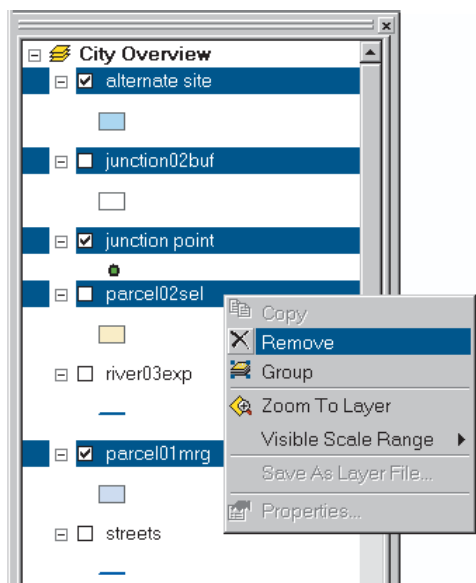 City Overview
alternate site
junction02buf
junction point
parcel02sel
Copy
Remove
Group
river03exp
Zoom To Layer
Visible Scale Range
parcel01mrg
Save As Layer File...
Properties...
streets